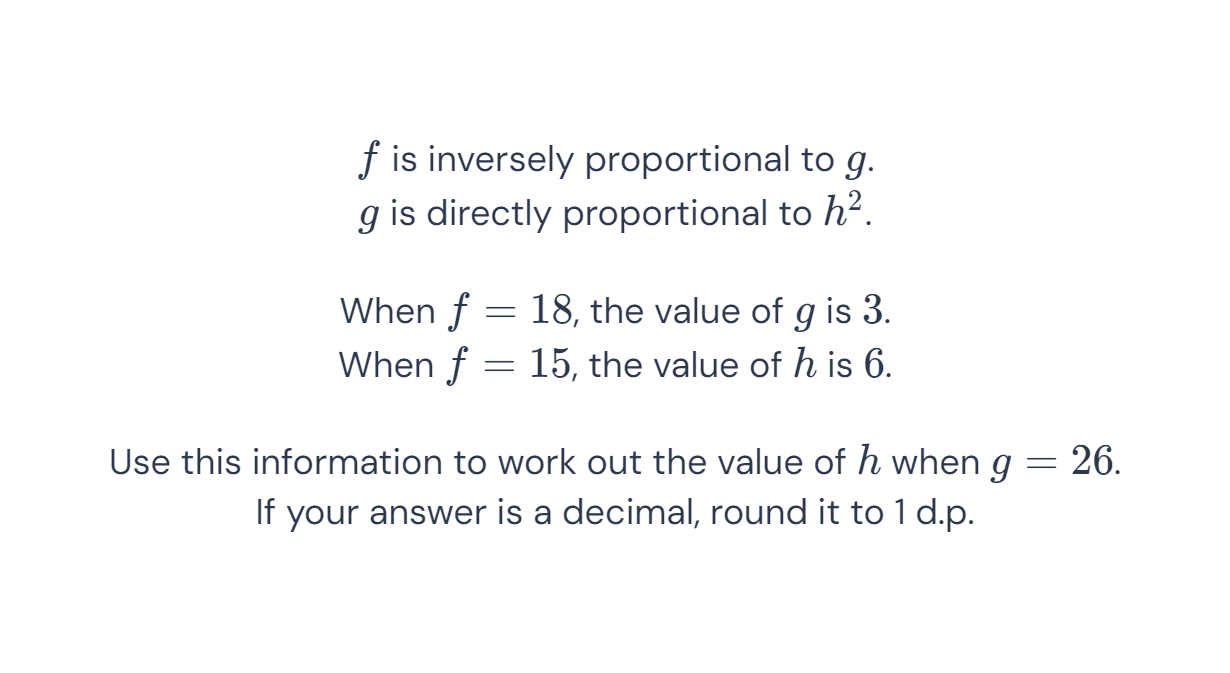 f is inversely proportional to g.
g is directly proportional to h².
When f = 18, the value of g is 3.
When f = 15, the value of h is 6.
Use this information to work out the value of h when g = 26.
If your answer is a decimal, round it to 1 d.p.